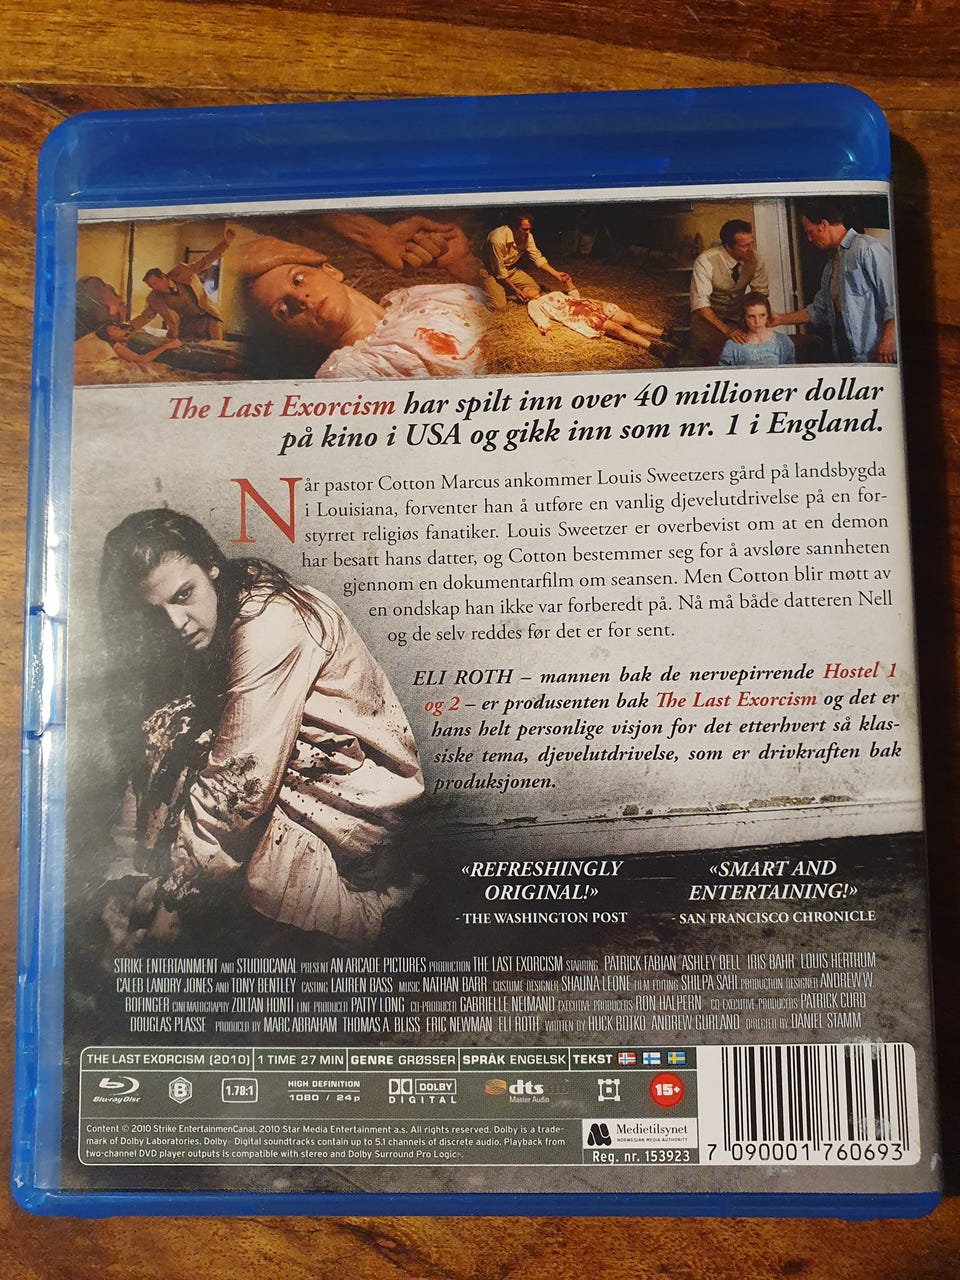 The Last Exorcism har spilt inn over 40 millioner dollar
på kino i USA og gikk inn som nr. 1 i England.
Når pastor Cotton Marcus ankommer Louis Sweetzers gård på landsbygda
i Louisiana, forventer han å utføre en vanlig djevelutdrivelse på en for-
styrret religiøs fanatiker. Louis Sweetzer er overbevist om at en demon
har besatt hans datter, og Cotton bestemmer seg for å avsløre sannheten
gjennom en dokumentarfilm om seansen. Men Cotton blir møtt av
en ondskap han ikke var forberedt på. Nå må både datteren Nell
og de selv reddes før det er for sent.
ELI ROTH – mannen bak de nervepirrende Hostel 1
og 2 – er produsenten bak The Last Exorcism og det er
hans helt personlige visjon for det etterhvert så klas-
siske tema, djevelutdrivelse, som er drivkraften bak
produksjonen.
«REFRESHINGLY
ORIGINAL!»
- THE WASHINGTON POST
«SMART AND
ENTERTAINING!»
- SAN FRANCISCO CHRONICLE
STRIKE ENTERTAINMENT AND STUDIOCANAL PRESENT AN ARCADE PICTURES PRODUCTION THE LAST EXORCISM STARRING PATRICK FABIAN ASHLEY BELL IRIS BAHR LOUIS HERTHUM
CALEB LANDRY JONES AND TONY BENTLEY CASTING LAUREN BASS MUSIC NATHAN BARR COSTUME DESIGNER SHAUNA LEONE FILM EDITING SHILPA SAHI PRODUCTION DESIGNER ANDREW W.
BOFINGER CINEMATOGRAPHY ZOLTAN HONTI LINE PRODUCER PATTY LONG CO-PRODUCER GABRIELLE NEIMAND EXECUTIVE PRODUCERS RON HALPERN CO-EXECUTIVE PRODUCERS PATRICK CURD
DOUGLAS PLASSE PRODUCED BY MARC ABRAHAM THOMAS A. BLISS ERIC NEWMAN ELI ROTH WRITTEN BY HUCK BOTKO ANDREW GURLAND DIRECTED BY DANIEL STAMM
THE LAST EXORCISM (2010) 1 TIME 27 MIN GENRE GRØSSER SPRÅK ENGELSK TEKST
Blu-ray Disc
B
1.78:1
HIGH DEFINITION
1080 / 24p
DOLBY
DIGITAL
dts HD
Master Audio
15+
Content © 2010 Strike EntertainmenCanal. 2010 Star Media Entertainment a.s. All rights reserved. Dolby is a trade-
mark of Dolby Laboratories. Dolby Digital soundtracks contain up to 5.1 channels of discrete audio. Playback from
two-channel DVD player outputs is compatible with stereo and Dolby Surround Pro Logic.
Medietilsynet
NORWEGIAN MEDIA AUTHORITY
Reg. nr. 153923
7 090001 760693